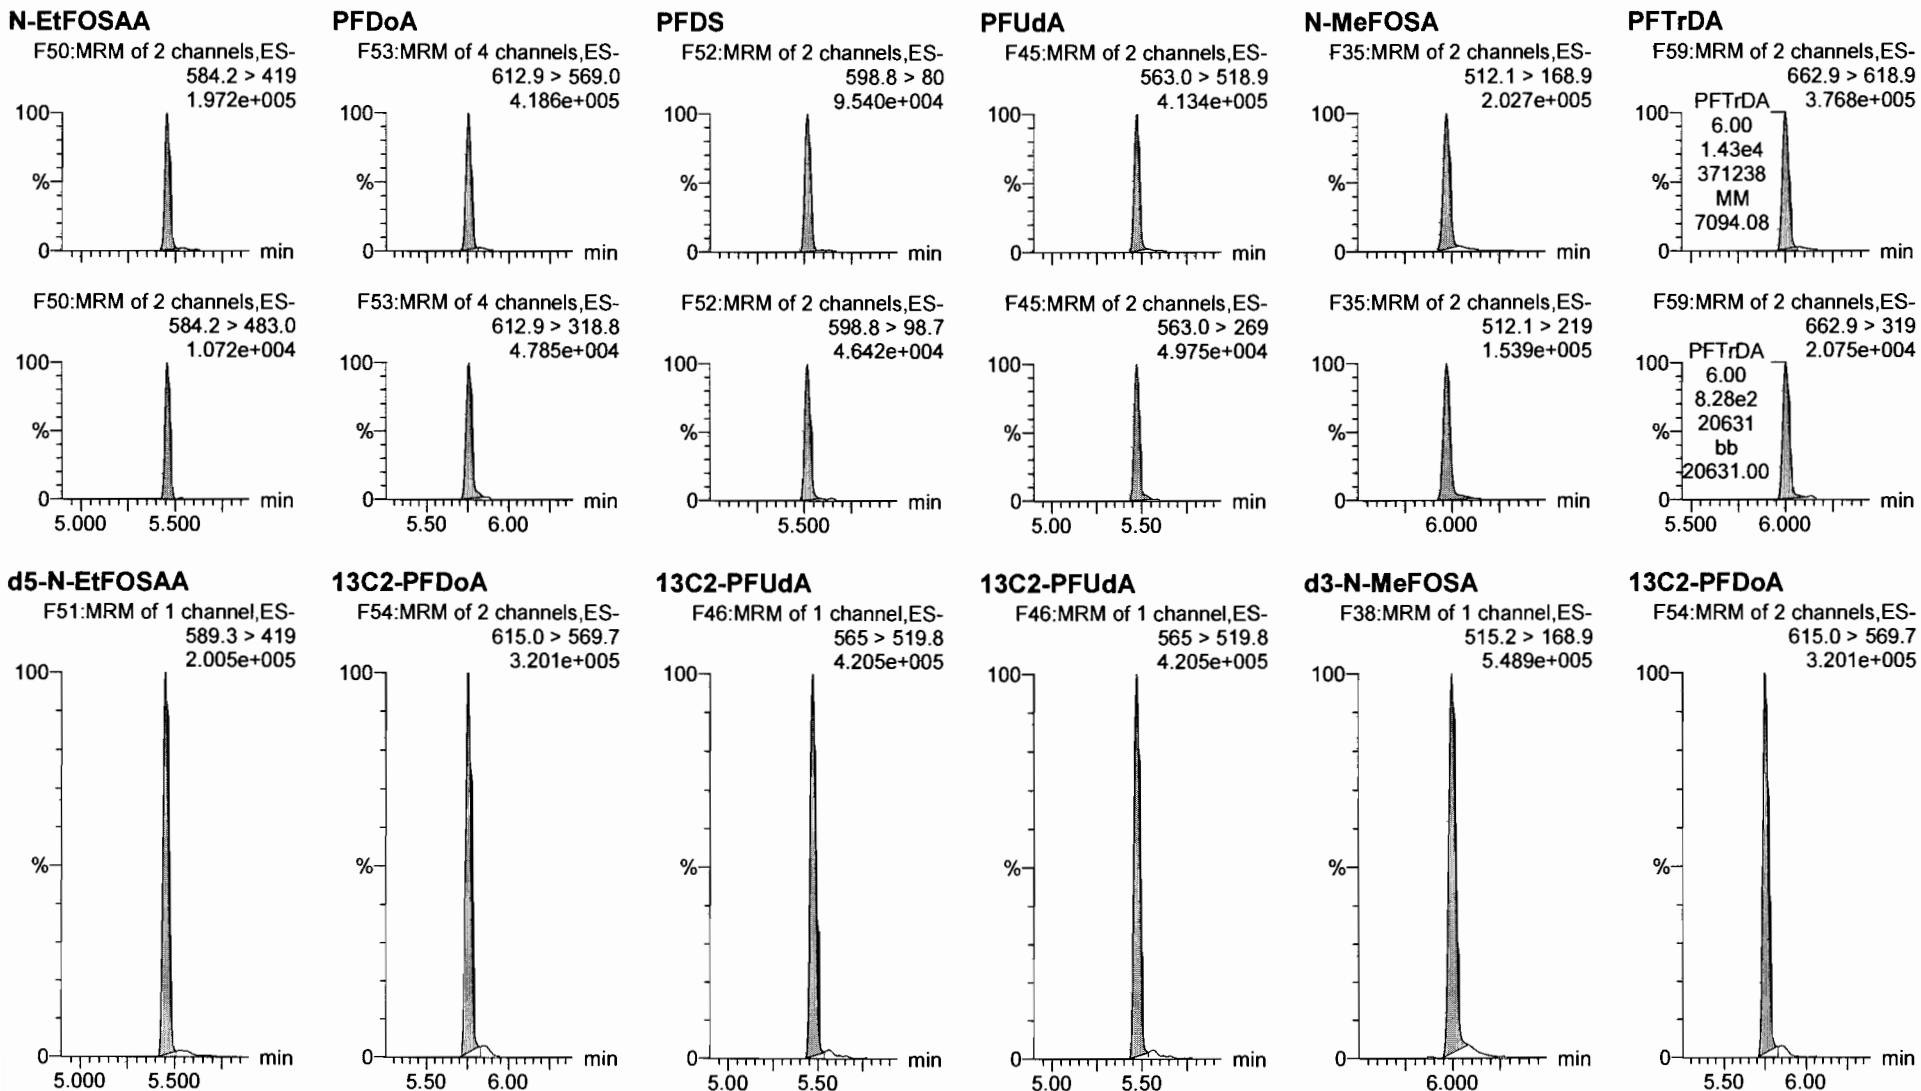 N-EtFOSAA
F50:MRM of 2 channels,ES-
584.2 > 419
1.972e+005
100
%
0
min
F50:MRM of 2 channels,ES-
584.2 > 483.0
1.072e+004
100
%
0
min
5.000 5.500
PFDoA
F53:MRM of 4 channels,ES-
612.9 > 569.0
4.186e+005
100
%
0
min
F53:MRM of 4 channels,ES-
612.9 > 318.8
4.785e+004
100
%
0
min
5.50 6.00
PFDS
F52:MRM of 2 channels,ES-
598.8 > 80
9.540e+004
100
%
0
min
F52:MRM of 2 channels,ES-
598.8 > 98.7
4.642e+004
100
%
0
min
5.500
PFUdA
F45:MRM of 2 channels,ES-
563.0 > 518.9
4.134e+005
100
%
0
min
F45:MRM of 2 channels,ES-
563.0 > 269
4.975e+004
100
%
0
min
5.00 5.50
N-MeFOSA
F35:MRM of 2 channels,ES-
512.1 > 168.9
2.027e+005
100
%
0
min
F35:MRM of 2 channels,ES-
512.1 > 219
1.539e+005
100
%
0
min
6.000
PFTrDA
F59:MRM of 2 channels,ES-
662.9 > 618.9
3.768e+005
PFTrDA
6.00
1.43e4
371238
MM
7094.08
100
%
0
min
F59:MRM of 2 channels,ES-
662.9 > 319
2.075e+004
PFTrDA
6.00
8.28e2
20631
bb
20631.00
100
%
0
min
5.500 6.000
d5-N-EtFOSAA
F51:MRM of 1 channel,ES-
589.3 > 419
2.005e+005
100
%
0
min
5.000 5.500
13C2-PFDoA
F54:MRM of 2 channels,ES-
615.0 > 569.7
3.201e+005
100
%
0
min
5.50 6.00
13C2-PFUdA
F46:MRM of 1 channel,ES-
565 > 519.8
4.205e+005
100
%
0
min
5.00 5.50
13C2-PFUdA
F46:MRM of 1 channel,ES-
565 > 519.8
4.205e+005
100
%
0
min
5.00 5.50
d3-N-MeFOSA
F38:MRM of 1 channel,ES-
515.2 > 168.9
5.489e+005
100
%
0
min
6.000
13C2-PFDoA
F54:MRM of 2 channels,ES-
615.0 > 569.7
3.201e+005
100
%
0
min
5.50 6.00